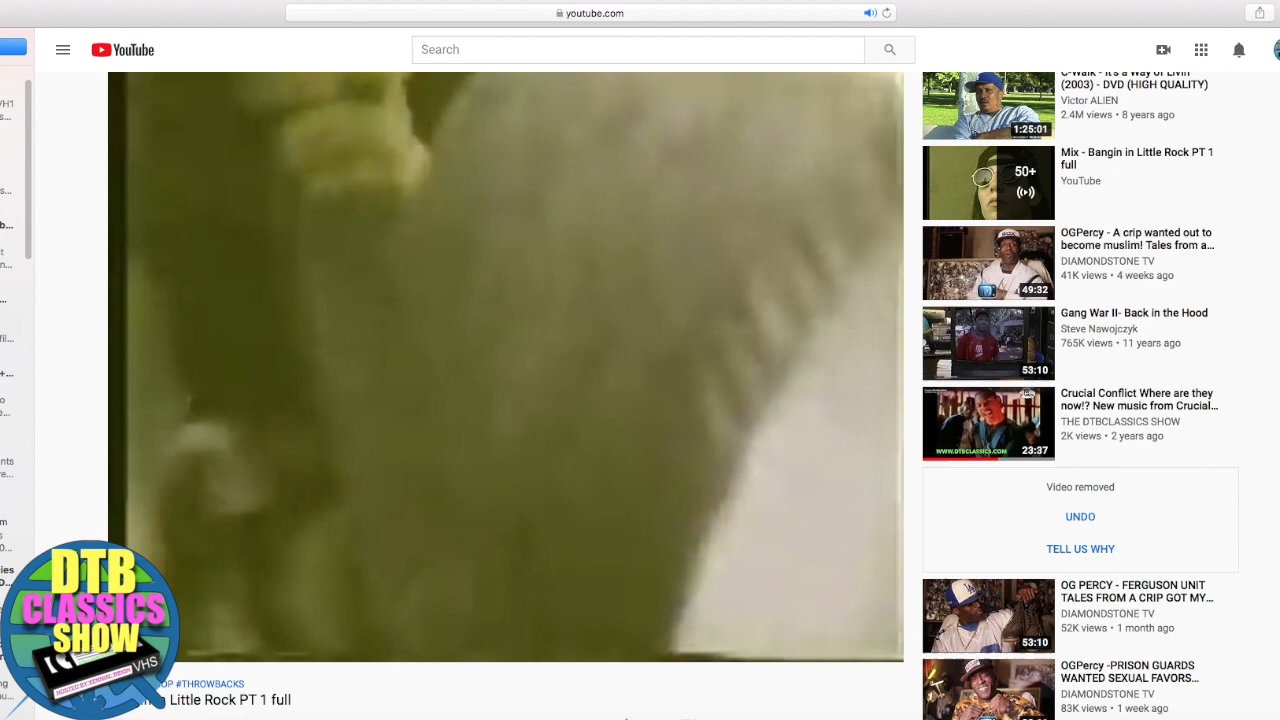 youtube.com
YouTube
Search
C-Walk - It's a Way of Livin'
(2003) - DVD (HIGH QUALITY)
Victor ALIEN
2.4M views • 8 years ago
1:25:01
Mix - Bangin in Little Rock PT 1
full
YouTube
50+
OGPercy - A crip wanted out to
become muslim! Tales from a...
DIAMONDSTONE TV
41K views • 4 weeks ago
49:32
Gang War II- Back in the Hood
Steve Nawojczyk
765K views • 11 years ago
53:10
Crucial Conflict Where are they
now!? New music from Crucial...
THE DTBCLASSICS SHOW
2K views • 2 years ago
WWW.DTBCLASSICS.COM
23:37
Video removed
UNDO
TELL US WHY
OG PERCY - FERGUSON UNIT
TALES FROM A CRIP GOT MY...
DIAMONDSTONE TV
52K views • 1 month ago
53:10
OGPercy -PRISON GUARDS
WANTED SEXUAL FAVORS...
DIAMONDSTONE TV
83K views • 1 week ago
DTB
CLASSICS
SHOW
VHS
OP #THROWBACKS
Little Rock PT 1 full